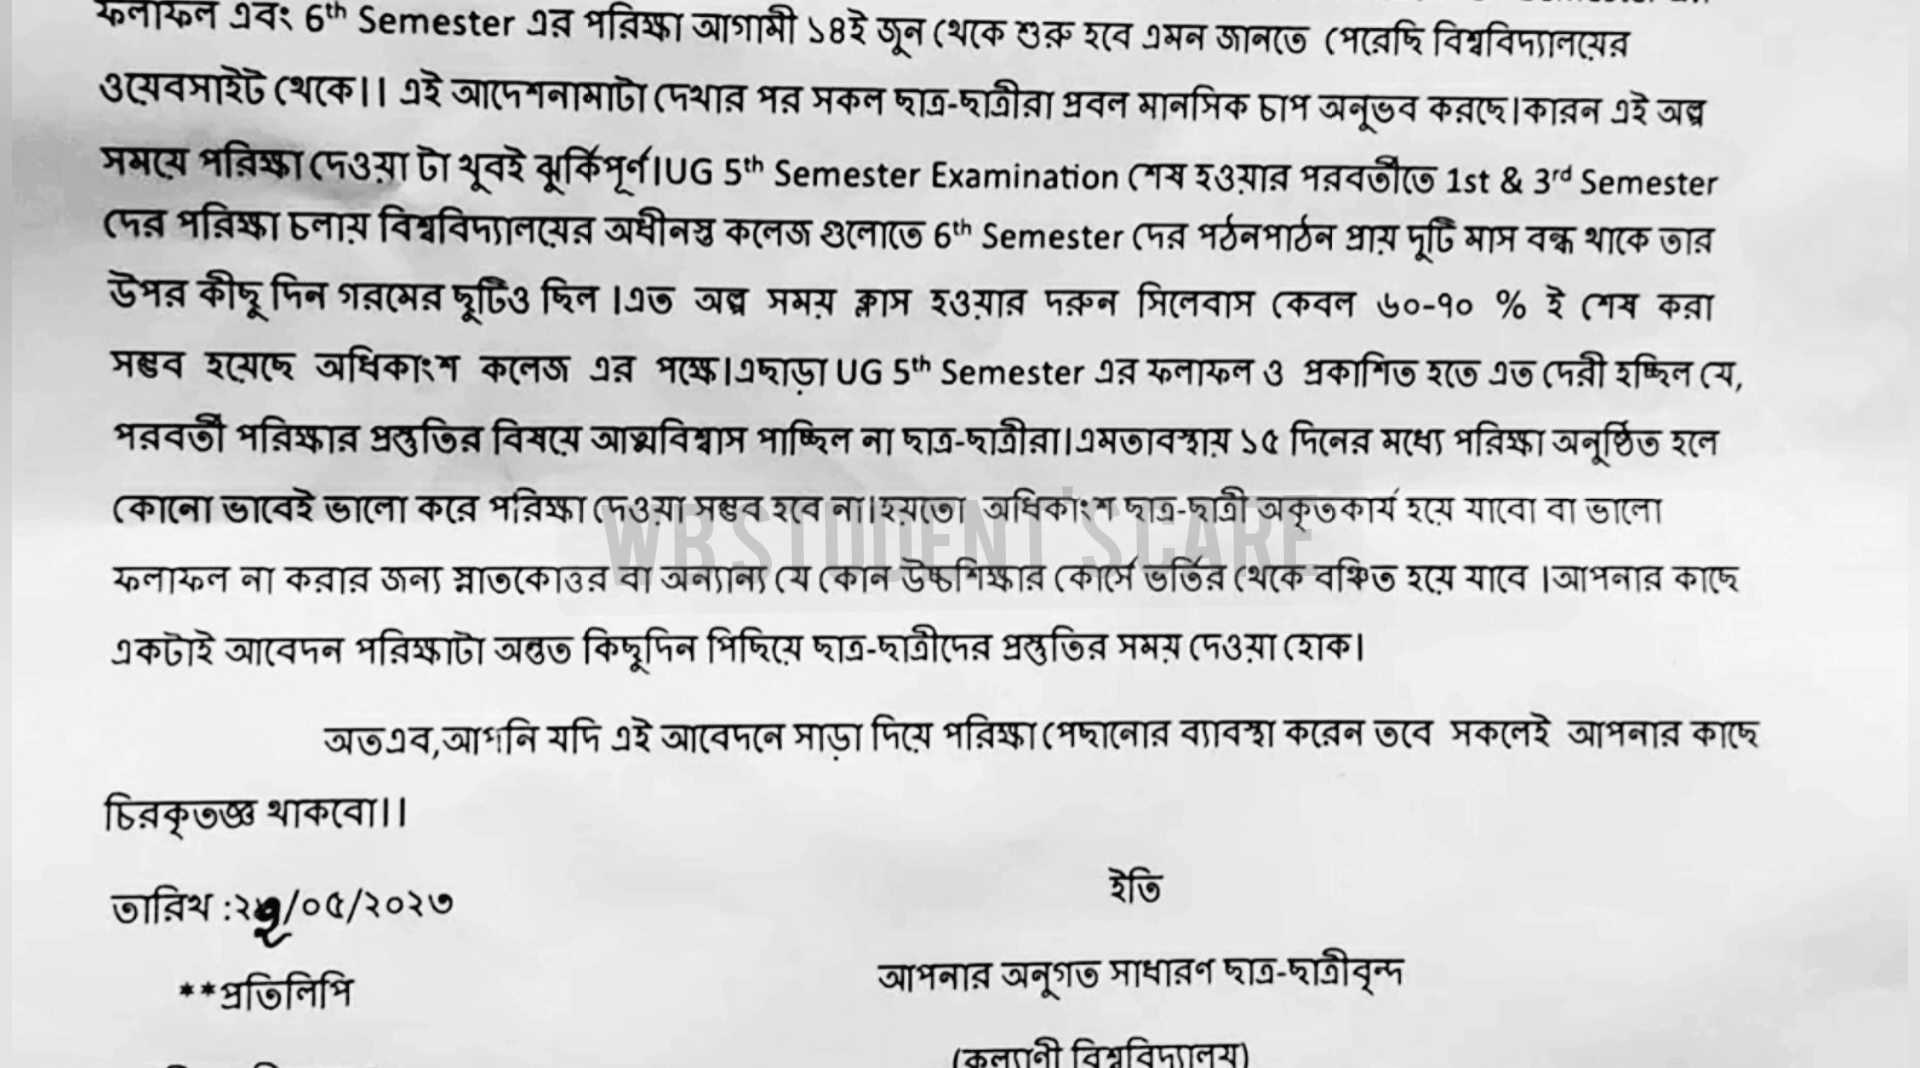 ফলাফল এবং 6th Semester এর পরিক্ষা আগামী ১৪ই জুন থেকে শুরু হবে এমন জানতে পেরেছি বিশ্ববিদ্যালয়ের
ওয়েবসাইট থেকে।। এই আদেশনামাটা দেখার পর সকল ছাত্র-ছাত্রীরা প্রবল মানসিক চাপ অনুভব করছে।কারন এই অল্প
সময়ে পরিক্ষা দেওয়া টা খুবই ঝুকিঁপূর্ণ।UG 5th Semester Examination শেষ হওয়ার পরবর্তীতে 1st & 3rd Semester
দের পরিক্ষা চলায় বিশ্ববিদ্যালয়ের অধীনস্ত কলেজ গুলোতে 6th Semester দের পঠনপাঠন প্রায় দুটি মাস বন্ধ থাকে তার
উপর কীছু দিন গরমের ছুটিও ছিল ।এত অল্প সময় ক্লাস হওয়ার দরুন সিলেবাস কেবল ৬০-৭০ % ই শেষ করা
সম্ভব হয়েছে অধিকাংশ কলেজ এর পক্ষে।এছাড়া UG 5th Semester এর ফলাফল ও প্রকাশিত হতে এত দেরী হচ্ছিল যে,
পরবর্তী পরিক্ষার প্রস্তুতির বিষয়ে আত্মবিশ্বাস পাচ্ছিল না ছাত্র-ছাত্রীরা।এমতাবস্থায় ১৫ দিনের মধ্যে পরিক্ষা অনুষ্ঠিত হলে
কোনো ভাবেই ভালো করে পরিক্ষা দেওয়া সম্ভব হবে না।হয়তো অধিকাংশ ছাত্র-ছাত্রী অকৃতকার্য হয়ে যাবো বা ভালো
WB STUDENT'S CARE
ফলাফল না করার জন্য স্নাতকোত্তর বা অন্যান্য যে কোন উচ্চশিক্ষার কোর্সে ভর্তির থেকে বঞ্চিত হয়ে যাবে ।আপনার কাছে
একটাই আবেদন পরিক্ষাটা অন্তত কিছুদিন পিছিয়ে ছাত্র-ছাত্রীদের প্রস্তুতির সময় দেওয়া হোক।
অতএব,আপনি যদি এই আবেদনে সাড়া দিয়ে পরিক্ষা পেছানোর ব্যাবস্থা করেন তবে সকলেই আপনার কাছে
চিরকৃতজ্ঞ থাকবো।।
তারিখ :২৯/০৫/২০২৩
ইতি
**প্রতিলিপি
আপনার অনুগত সাধারণ ছাত্র-ছাত্রীবৃন্দ
(কল্যাণী বিশ্ববিদ্যালয়)